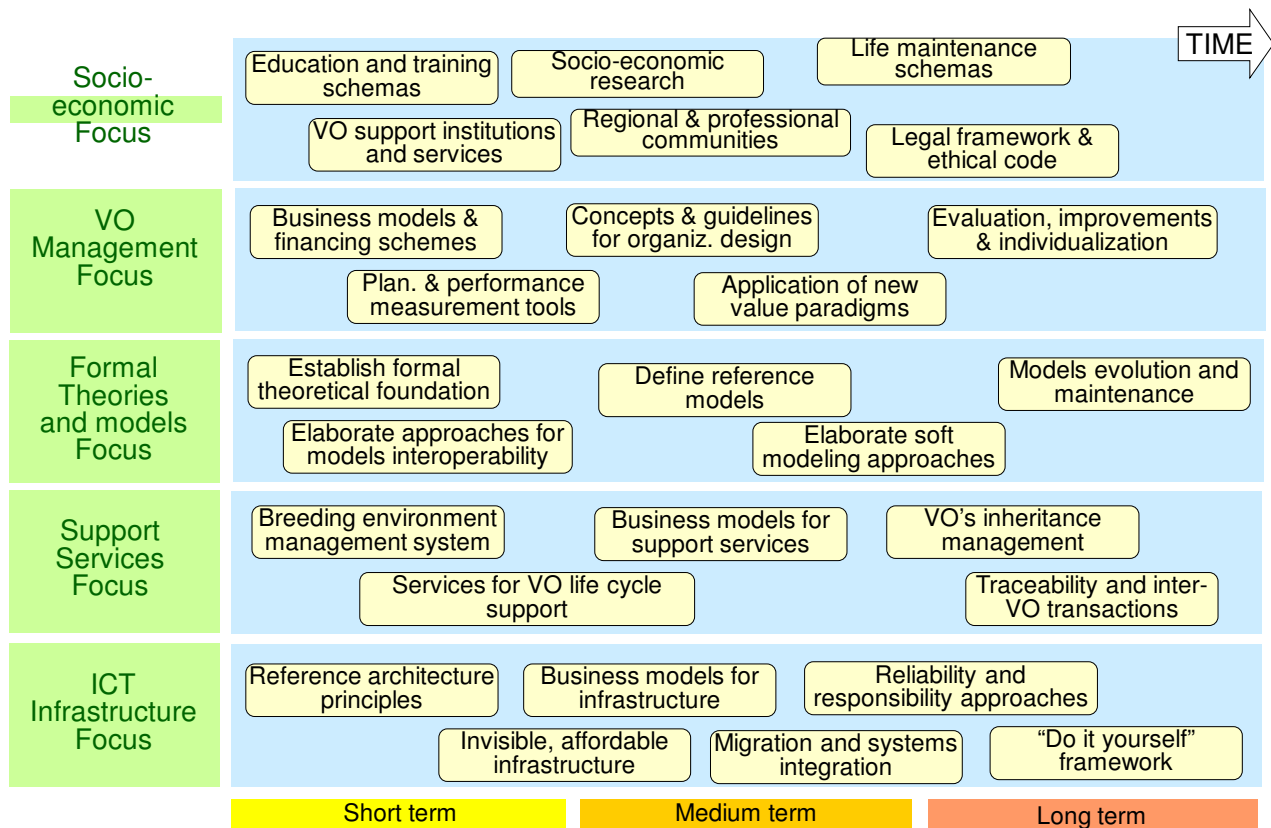 TIME
Socio-
economic
Focus
Education and training
schemas
Socio-economic
research
Life maintenance
schemas
VO support institutions
and services
Regional & professional
communities
Legal framework &
ethical code
VO
Management
Focus
Business models &
financing schemes
Concepts & guidelines
for organiz. design
Evaluation, improvements
& individualization
Plan. & performance
measurement tools
Application of new
value paradigms
Formal
Theories
and models
Focus
Establish formal
theoretical foundation
Define reference
models
Models evolution and
maintenance
Elaborate approaches for
models interoperability
Elaborate soft
modeling approaches
Support
Services
Focus
Breeding environment
management system
Business models for
support services
VO’s inheritance
management
Services for VO life cycle
support
Traceability and inter-
VO transactions
ICT
Infrastructure
Focus
Reference architecture
principles
Business models for
infrastructure
Reliability and
responsibility approaches
Invisible, affordable
infrastructure
Migration and systems
integration
“Do it yourself”
framework
Short term
Medium term
Long term